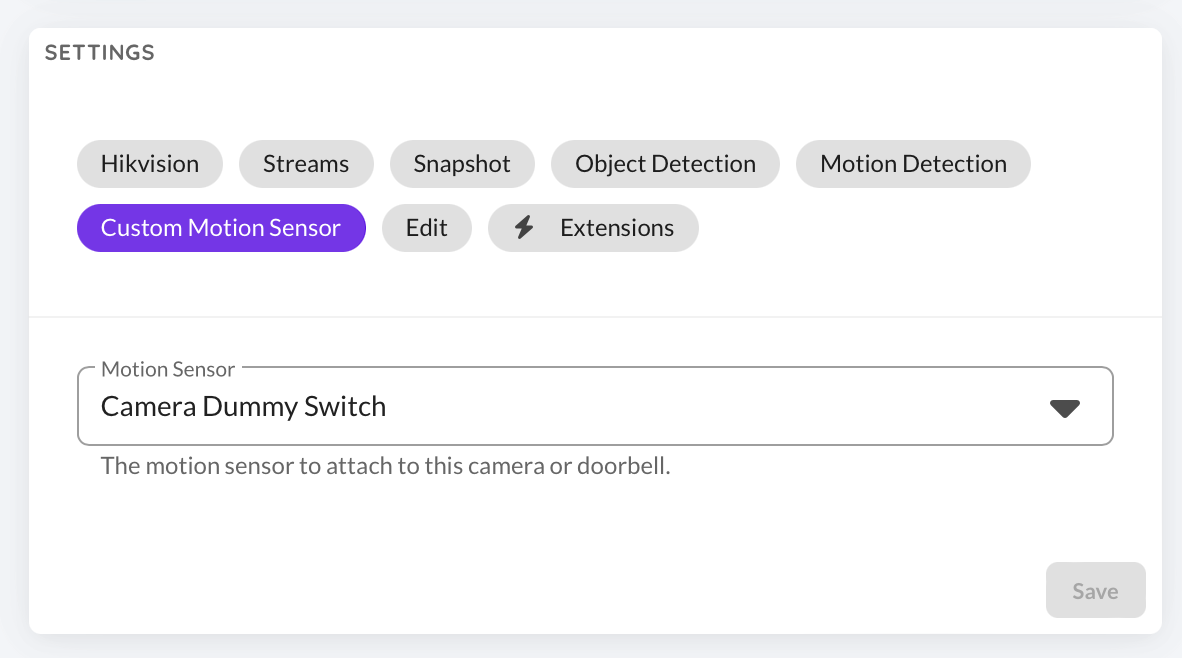 SETTINGS
Hikvision Streams Snapshot Object Detection Motion Detection
Custom Motion Sensor Edit Extensions
Motion Sensor
Camera Dummy Switch
The motion sensor to attach to this camera or doorbell.
Save